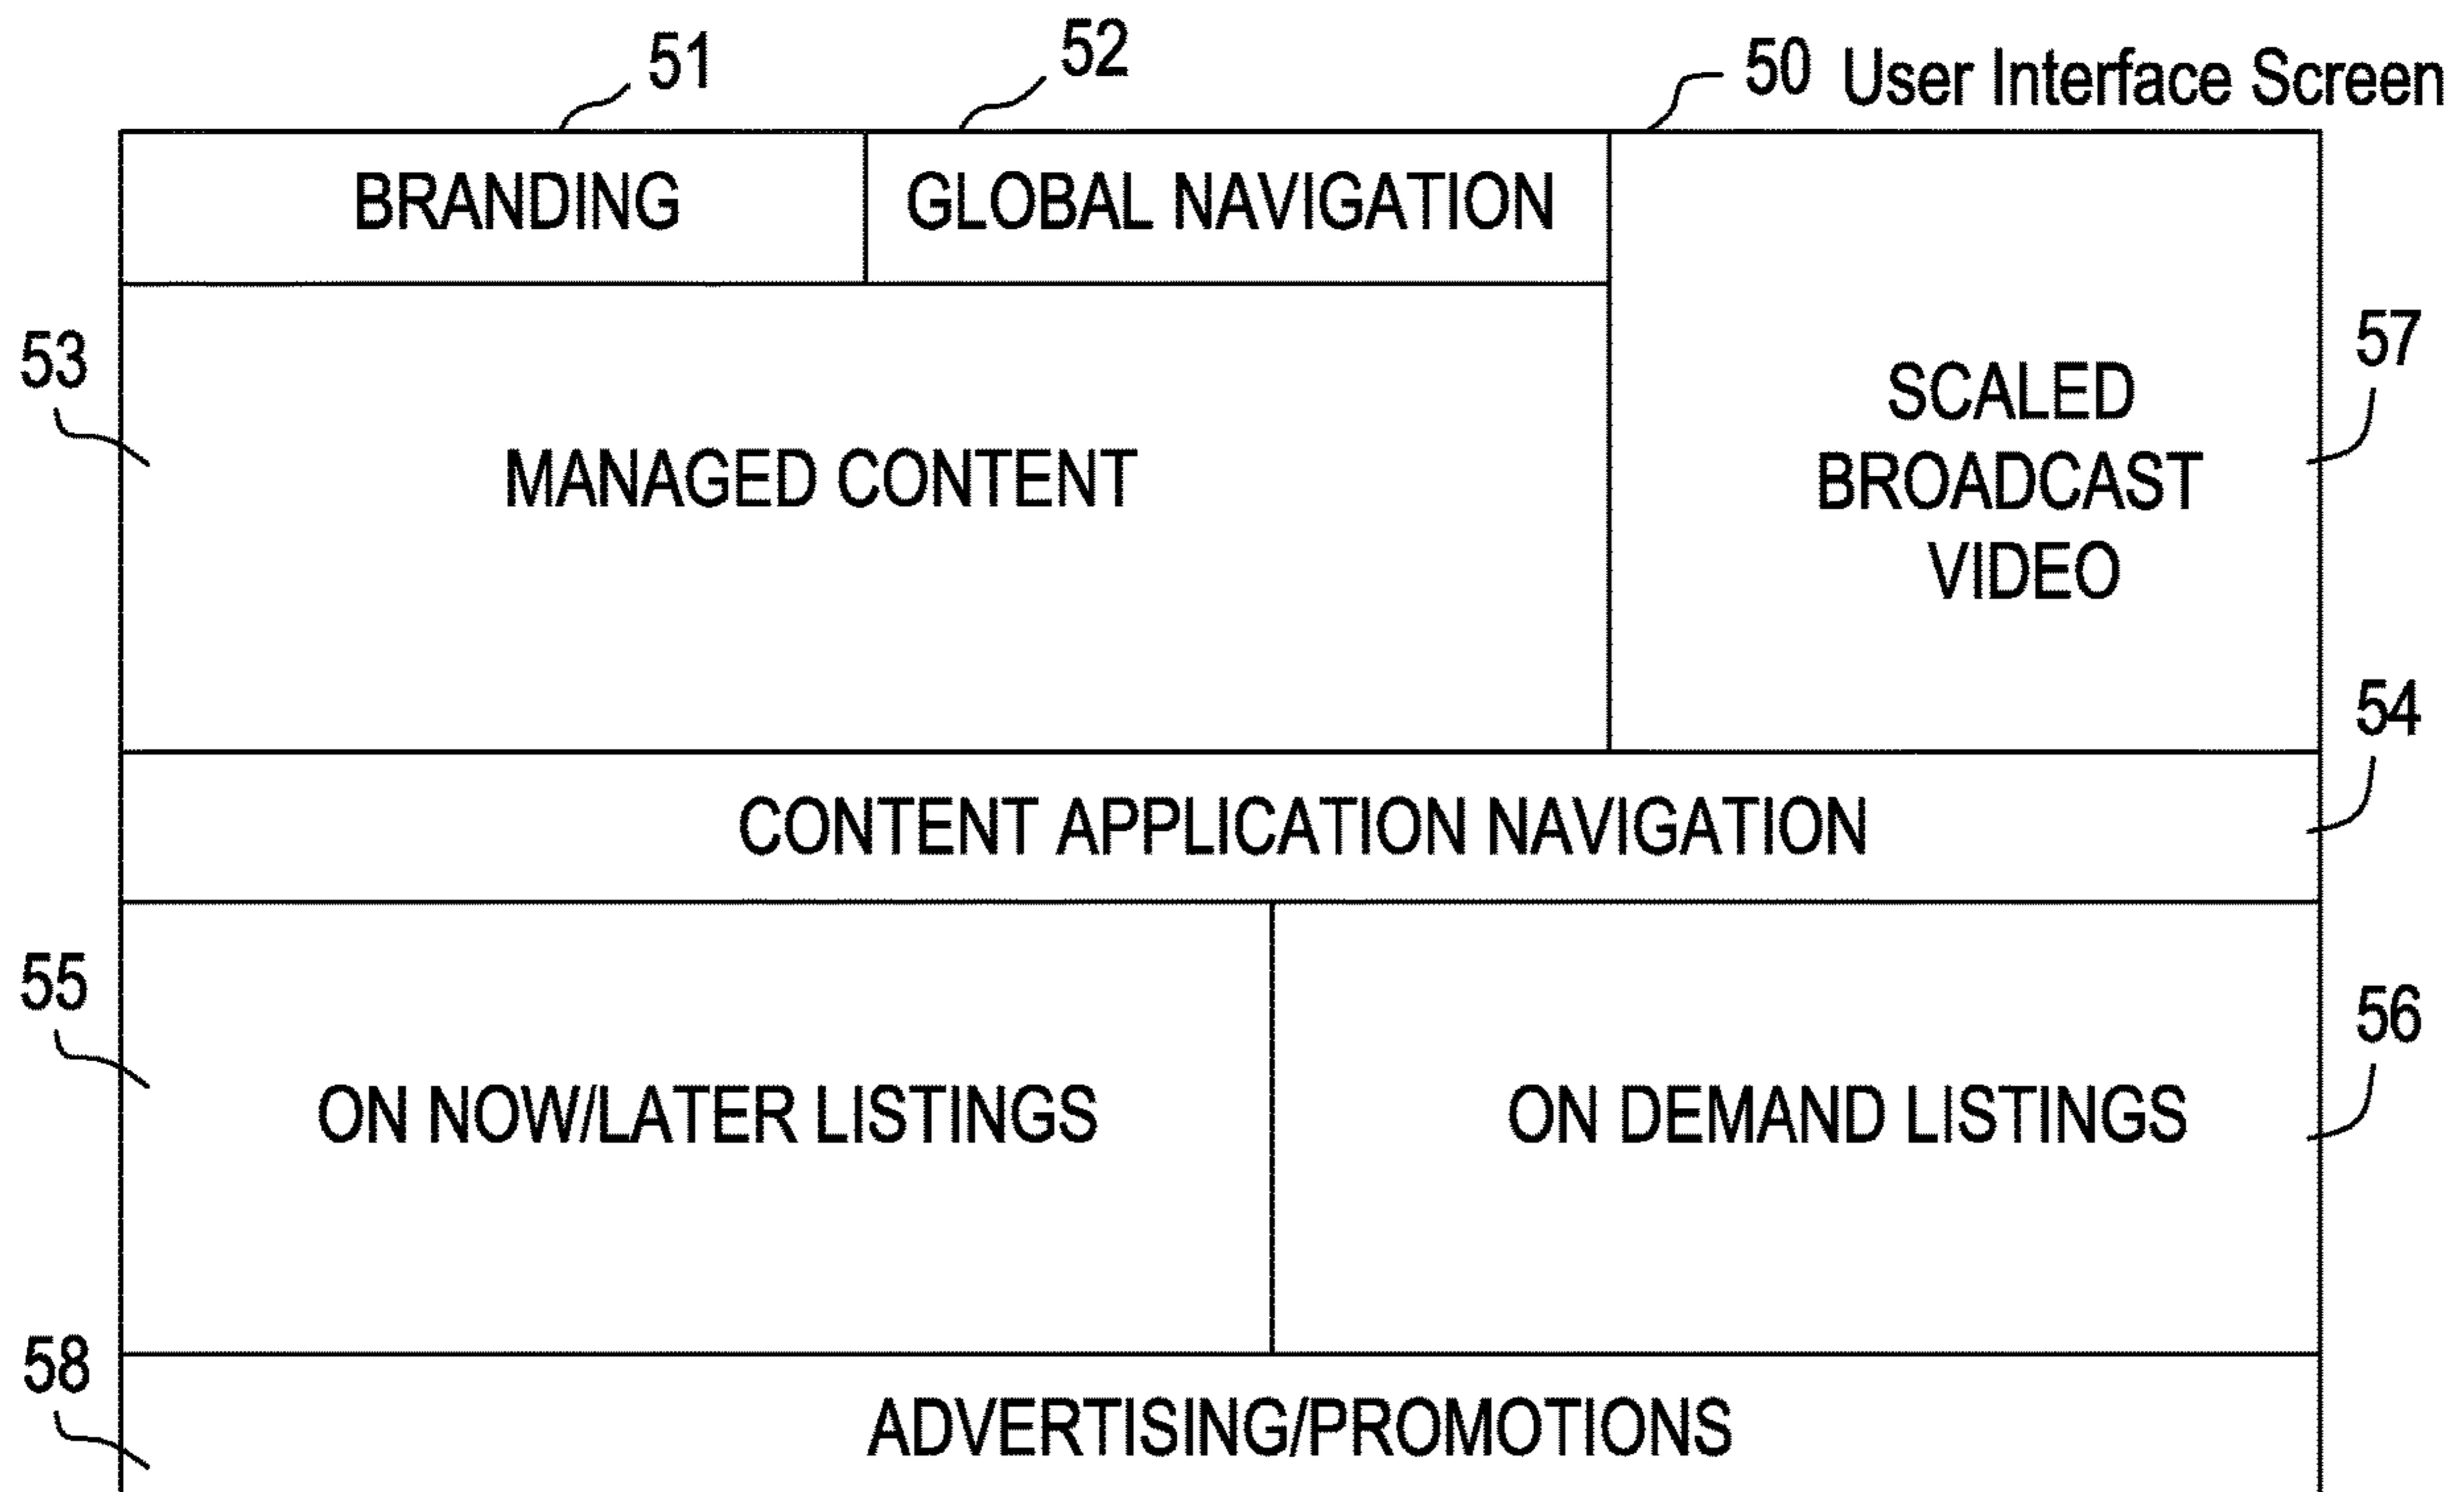 51
52
50 User Interface Screen
BRANDING
GLOBAL NAVIGATION
53
57
SCALED
BROADCAST
VIDEO
MANAGED CONTENT
54
CONTENT APPLICATION NAVIGATION
55
56
ON NOW/LATER LISTINGS
ON DEMAND LISTINGS
58
ADVERTISING/PROMOTIONS